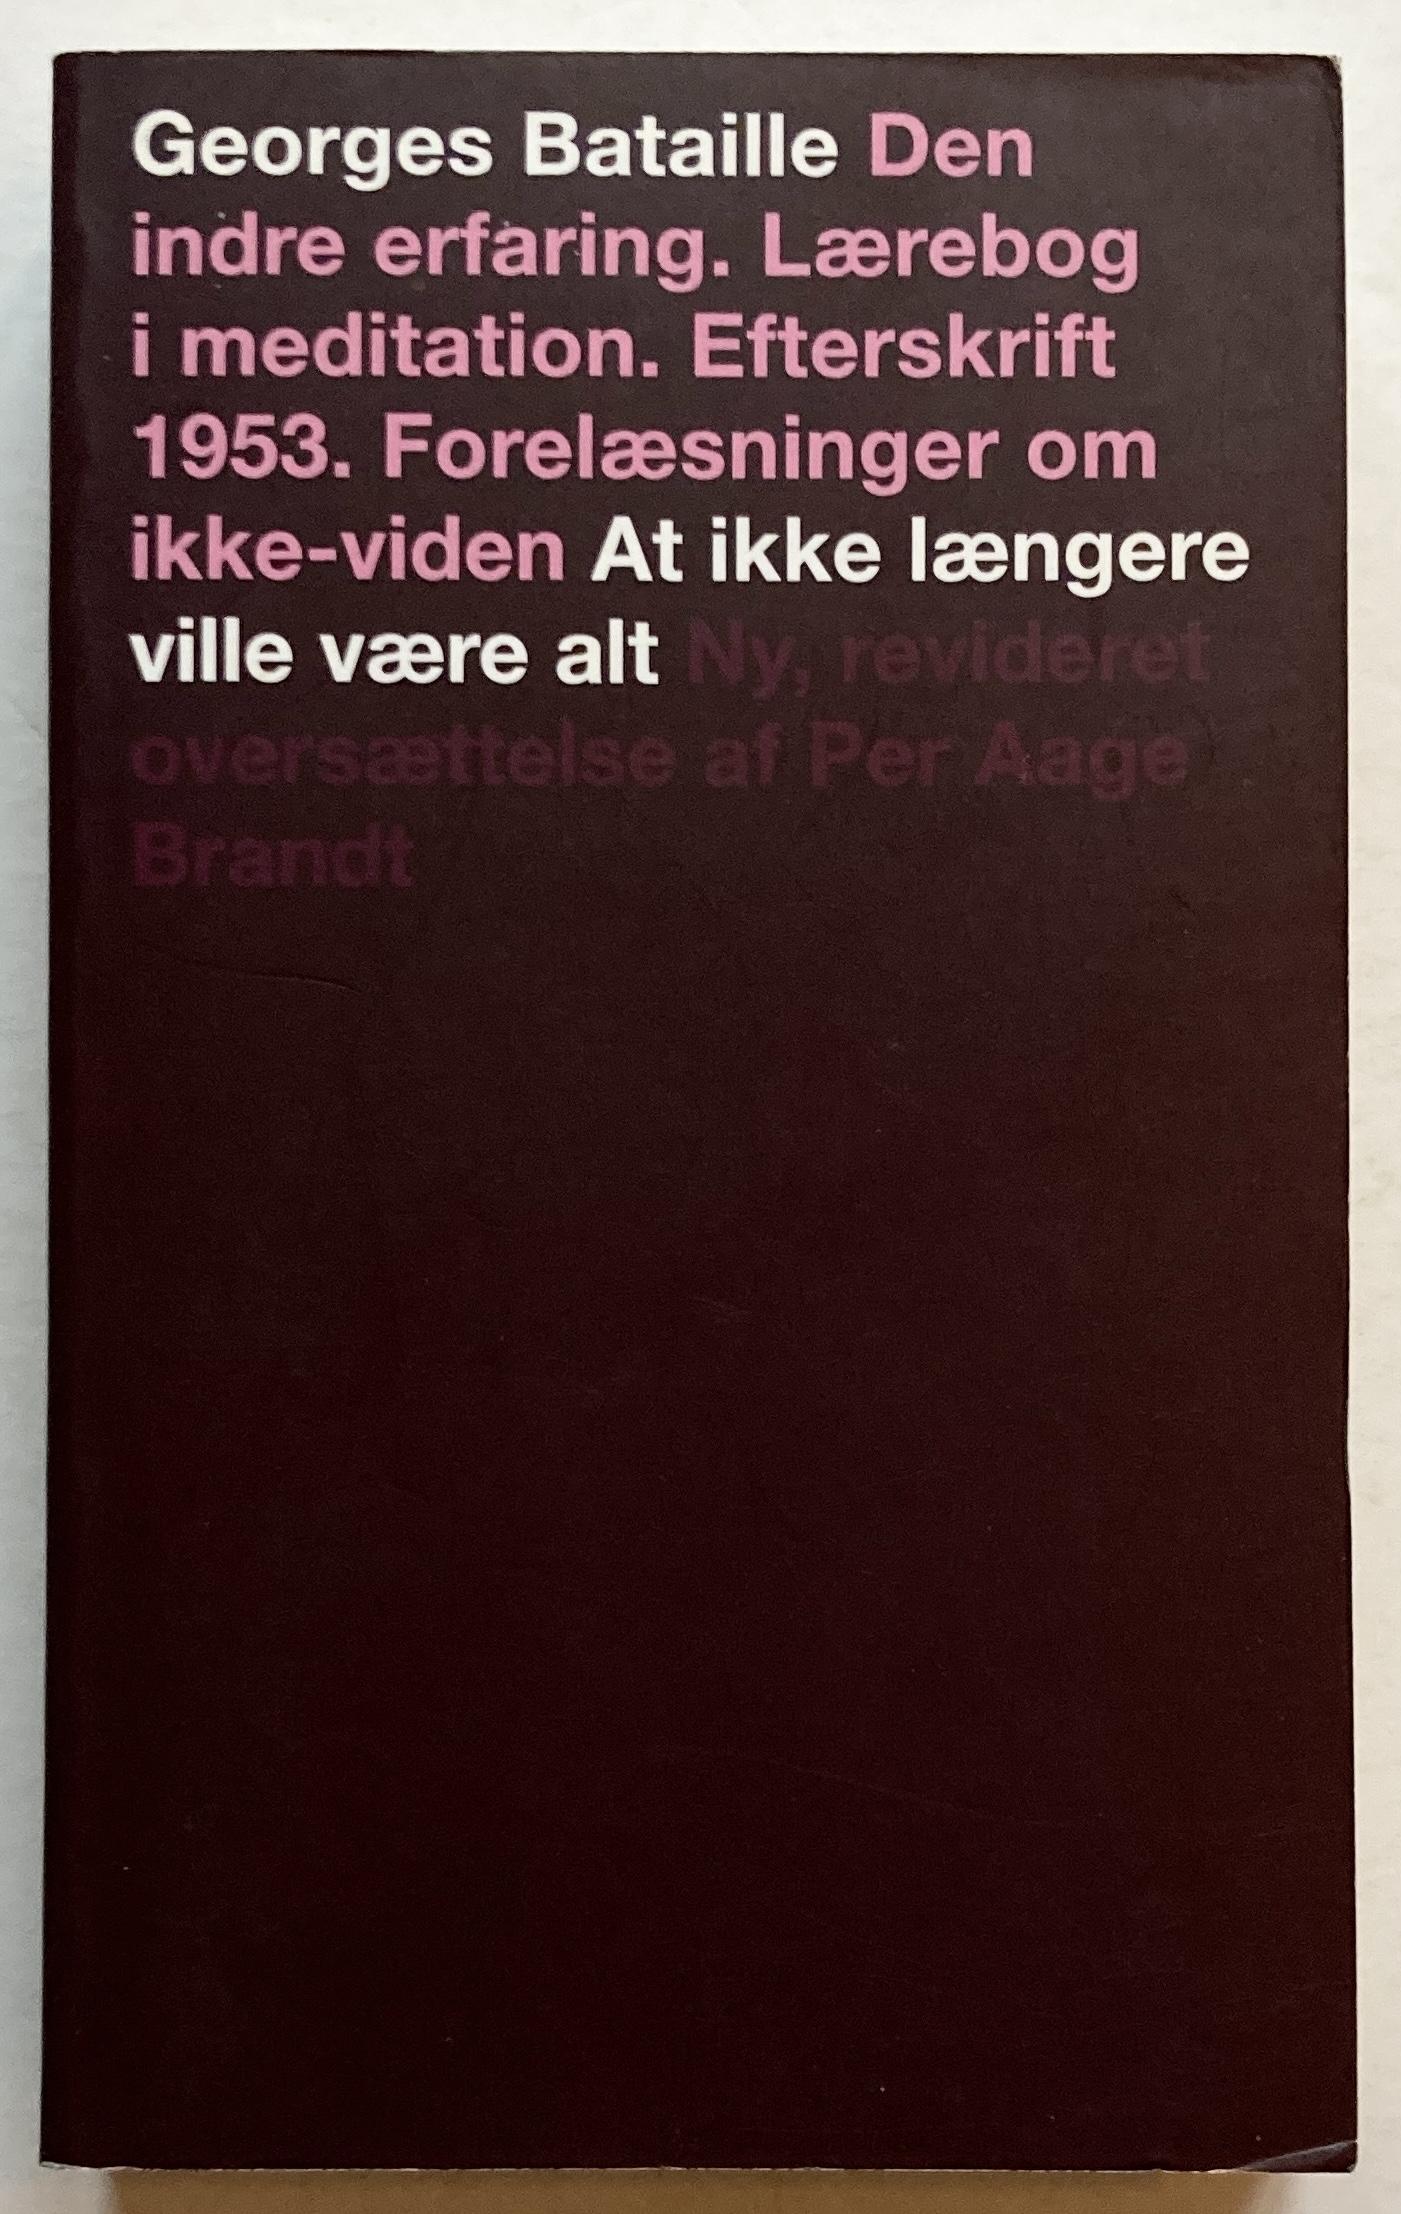 Georges Bataille Den
indre erfaring. Lærebog
i meditation. Efterskrift
1953. Forelæsninger om
ikke-viden At ikke længere
ville være alt Ny, revideret
oversættelse af Per Aage
Brandt